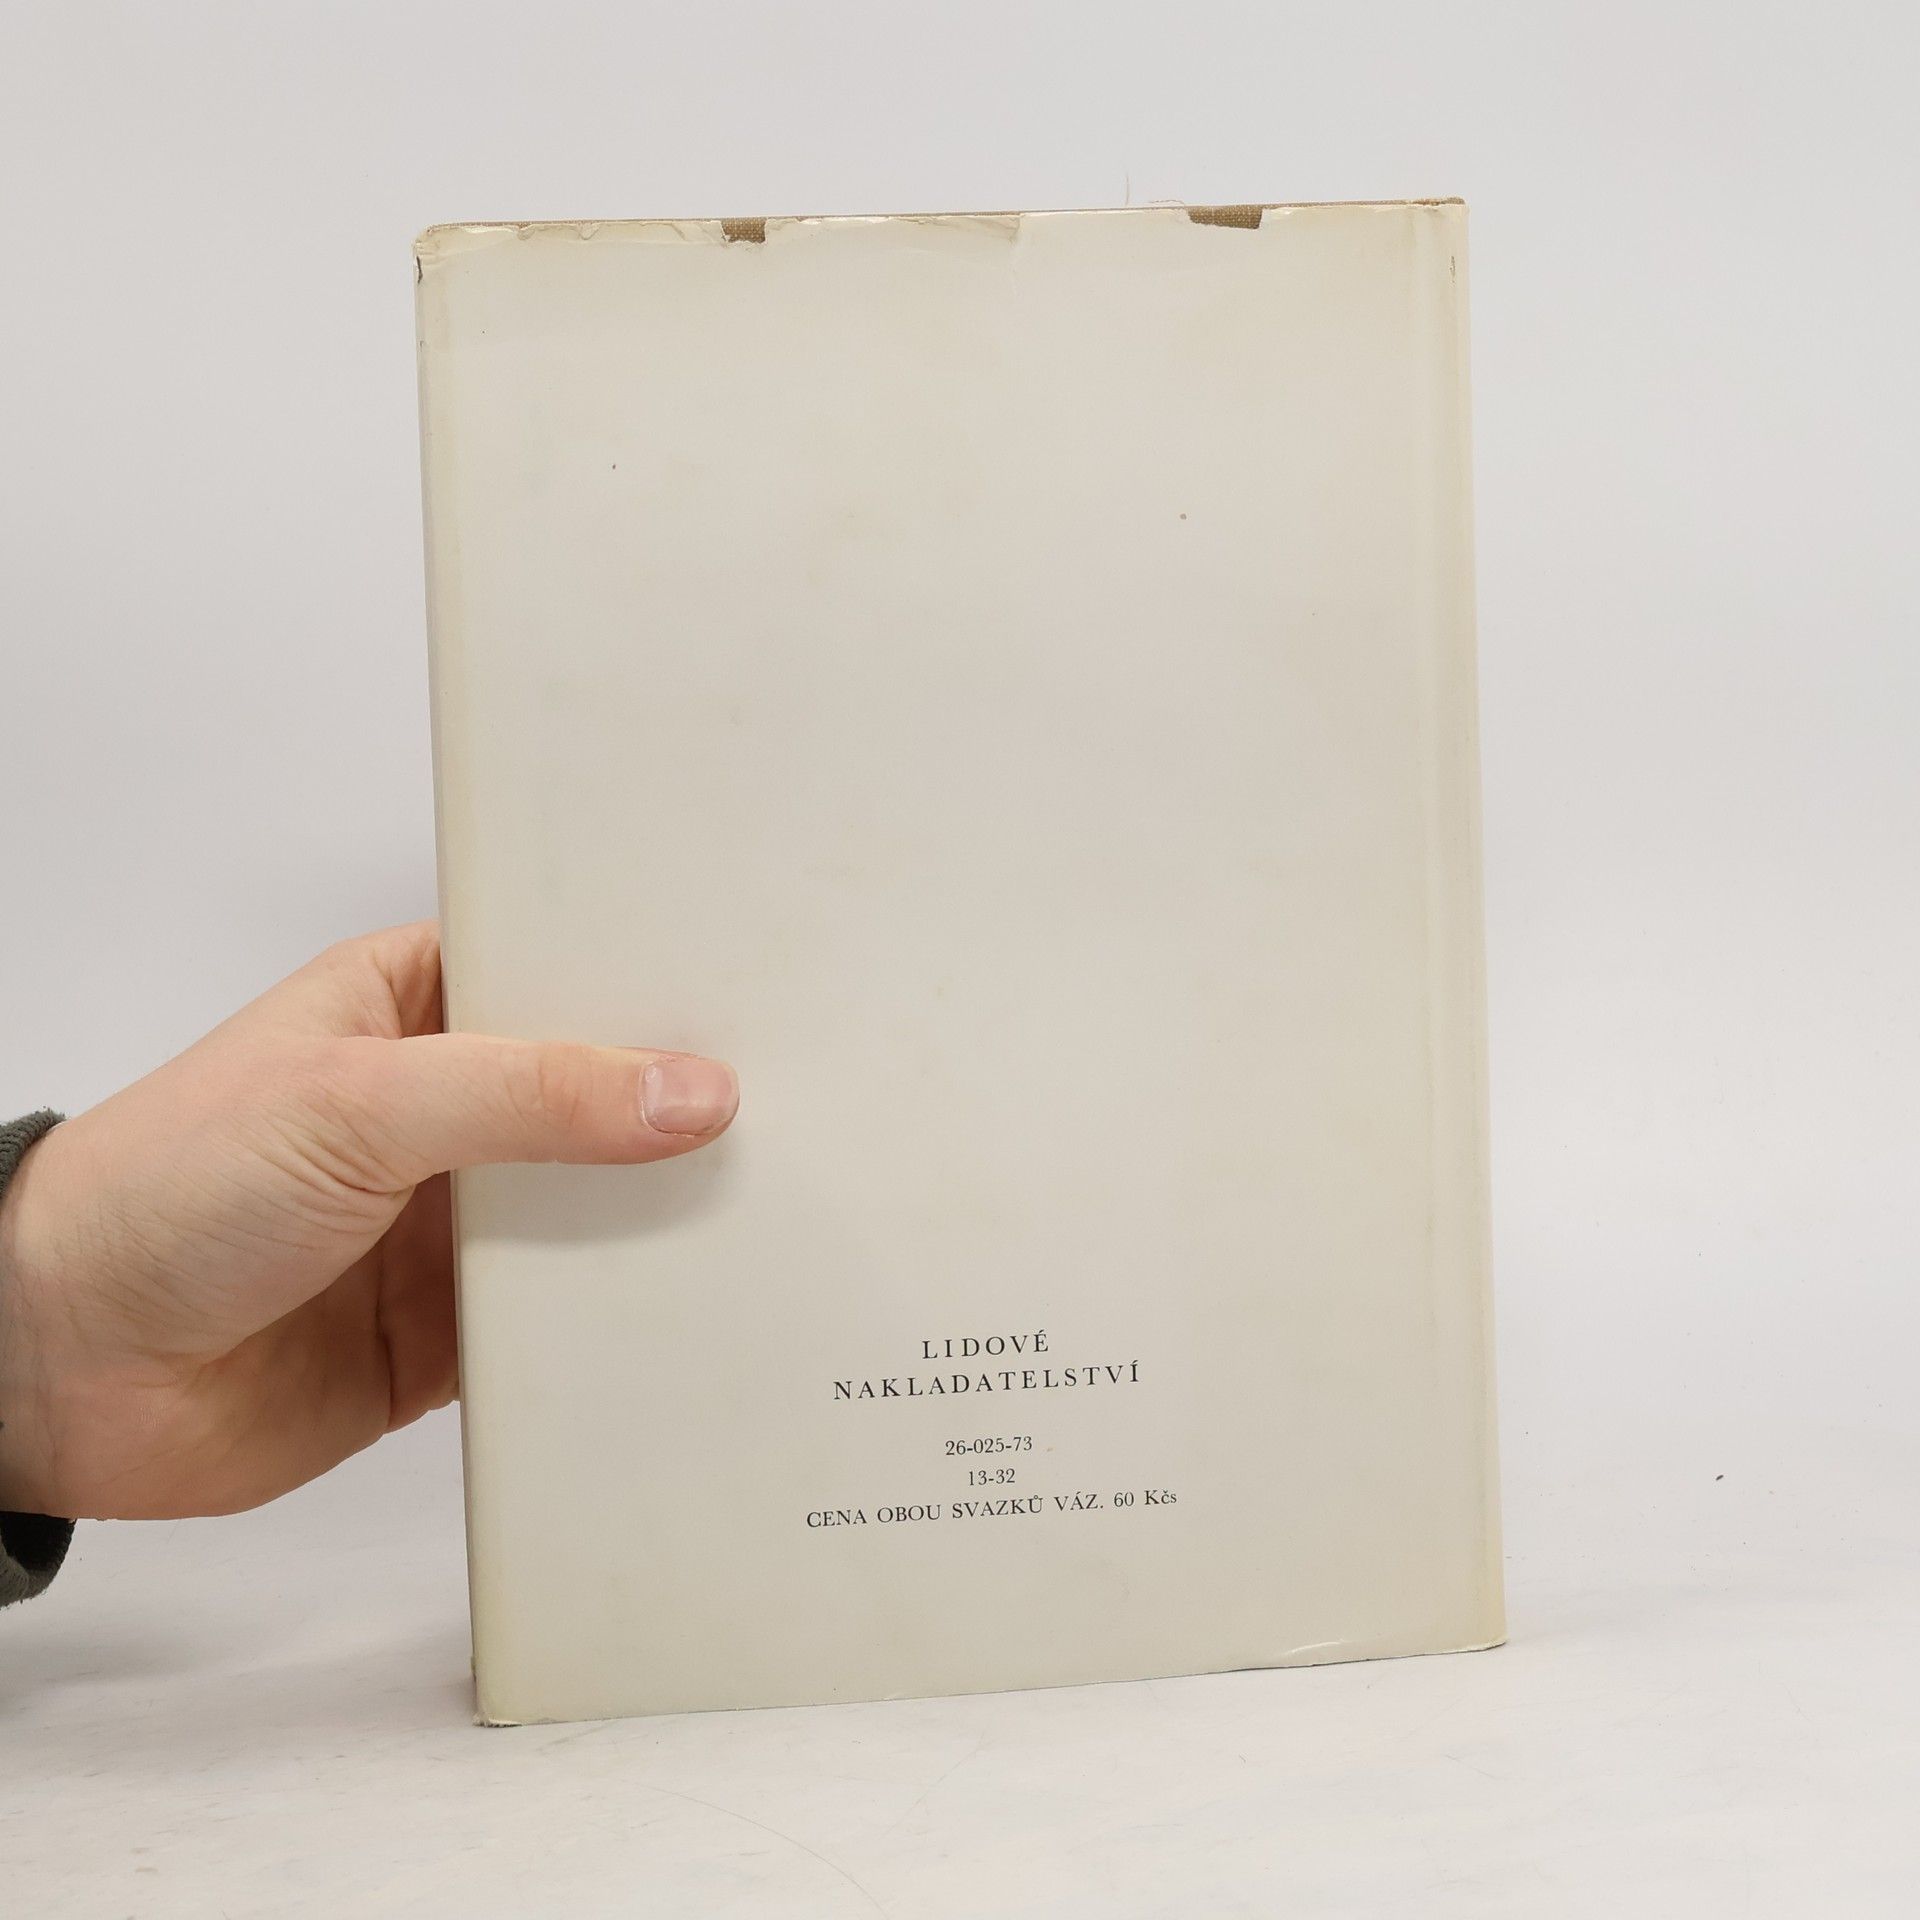 LIDOVÉ
NAKLADATELSTVÍ
26-025-73
13-32
CENA OBOU SVAZKŮ VÁZ. 60 Kčs